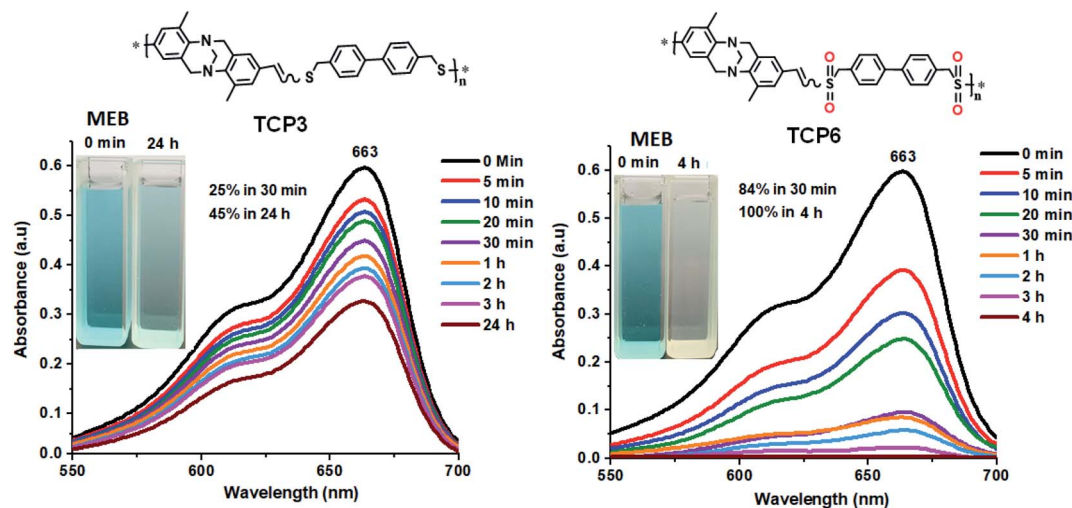 * N N S S n *
* N N O S O O S O n *
MEB
0 min 24 h
TCP3
25% in 30 min
45% in 24 h
663
0 Min
5 min
10 min
20 min
30 min
1 h
2 h
3 h
24 h
Absorbance (a.u)
0.6
0.5
0.4
0.3
0.2
0.1
0.0
550 600 650 700
Wavelength (nm)
MEB
0 min 4 h
TCP6
84% in 30 min
100% in 4 h
663
0 min
5 min
10 min
20 min
30 min
1 h
2 h
3 h
4 h
Absorbance (a.u)
0.6
0.5
0.4
0.3
0.2
0.1
0.0
550 600 650 700
Wavelength (nm)